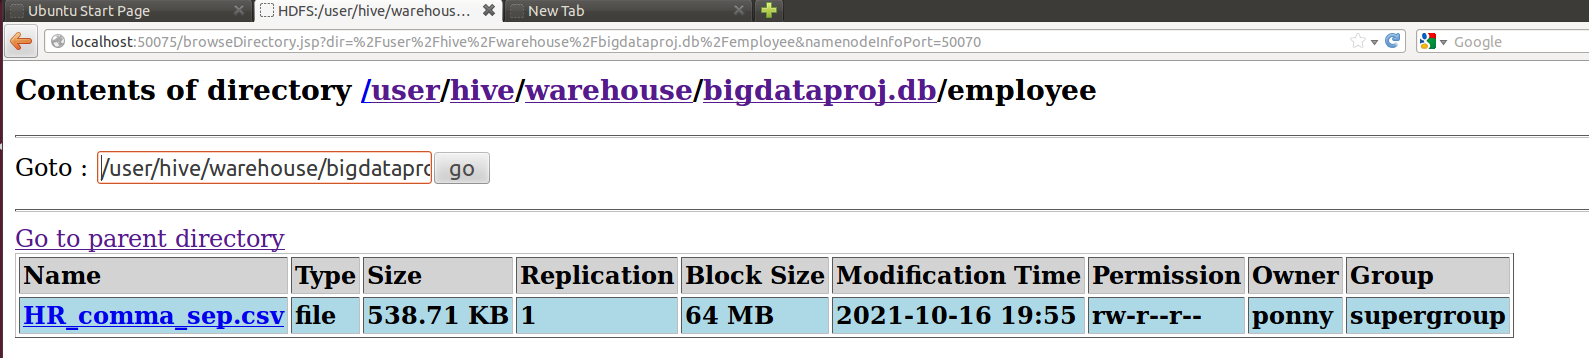 Ubuntu Start Page HDFS:/user/hive/warehous... New Tab
localhost:50075/browseDirectory.jsp?dir=%2Fuser%2Fhive%2Fwarehouse%2Fbigdataproj.db%2Femployee&namenodeInfoPort=50070 Google
Contents of directory /user/hive/warehouse/bigdataproj.db/employee
Goto : /user/hive/warehouse/bigdatapro go
Go to parent directory
Name Type Size Replication Block Size Modification Time Permission Owner Group
HR_comma_sep.csv file 538.71 KB 1 64 MB 2021-10-16 19:55 rw-r--r-- ponny supergroup